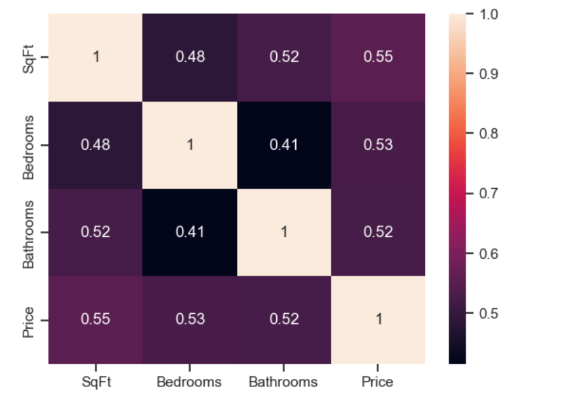 SqFt 1 0.48 0.52 0.55
Bedrooms 0.48 1 0.41 0.53
Bathrooms 0.52 0.41 1 0.52
Price 0.55 0.53 0.52 1
SqFt Bedrooms Bathrooms Price
1.0
0.9
0.8
0.7
0.6
0.5